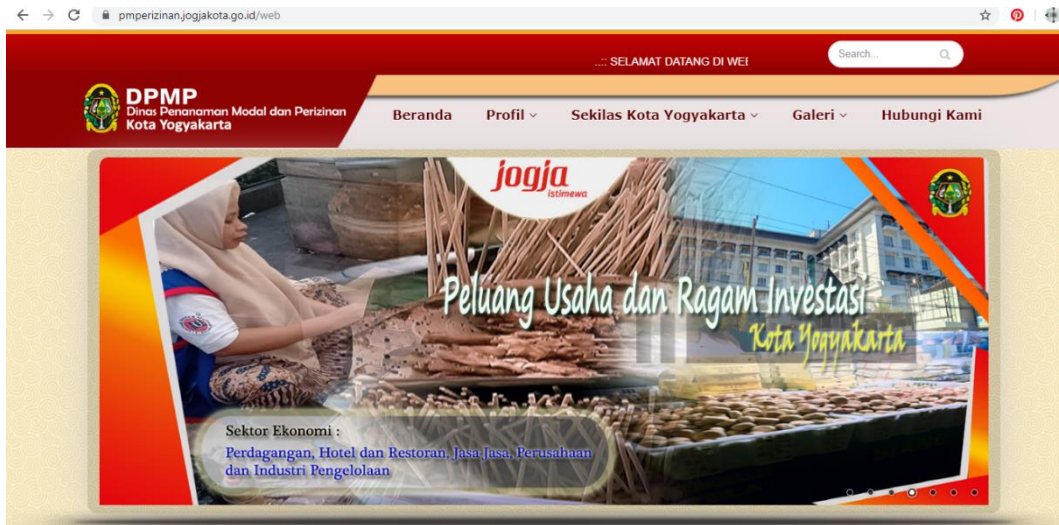 pmperizinan.jogjakota.go.id/web
..:: SELAMAT DATANG DI WEE
Search...
DPMP
Dinas Penanaman Modal dan Perizinan
Kota Yogyakarta
Beranda Profil Sekilas Kota Yogyakarta Galeri Hubungi Kami
jogja
istimewa
Peluang Usaha dan Ragam Investasi
Kota Yogyakarta
Sektor Ekonomi :
Perdagangan, Hotel dan Restoran, Jasa Jasa, Perusahaan
dan Industri Pengelolaan